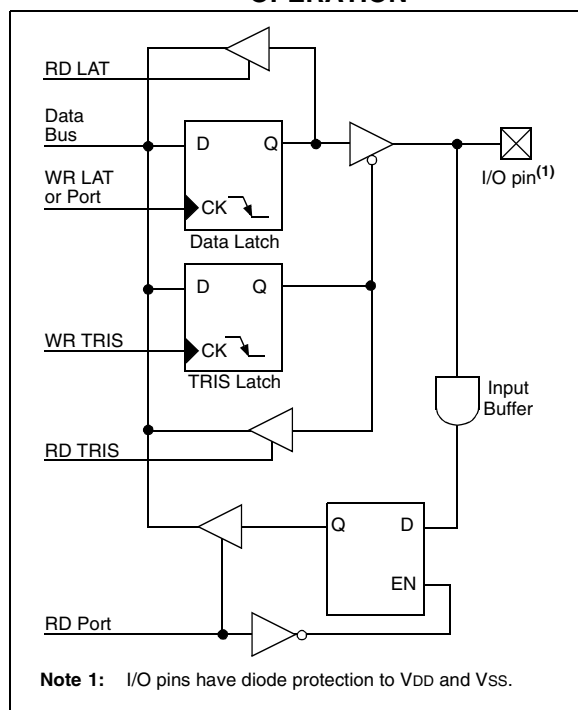 OPERATION
RD LAT
Data
Bus
D Q
WR LAT
or Port
CK
Data Latch
I/O pin(1)
D Q
WR TRIS
CK
TRIS Latch
Input
Buffer
RD TRIS
Q D
EN
RD Port
Note 1: I/O pins have diode protection to VDD and VSS.